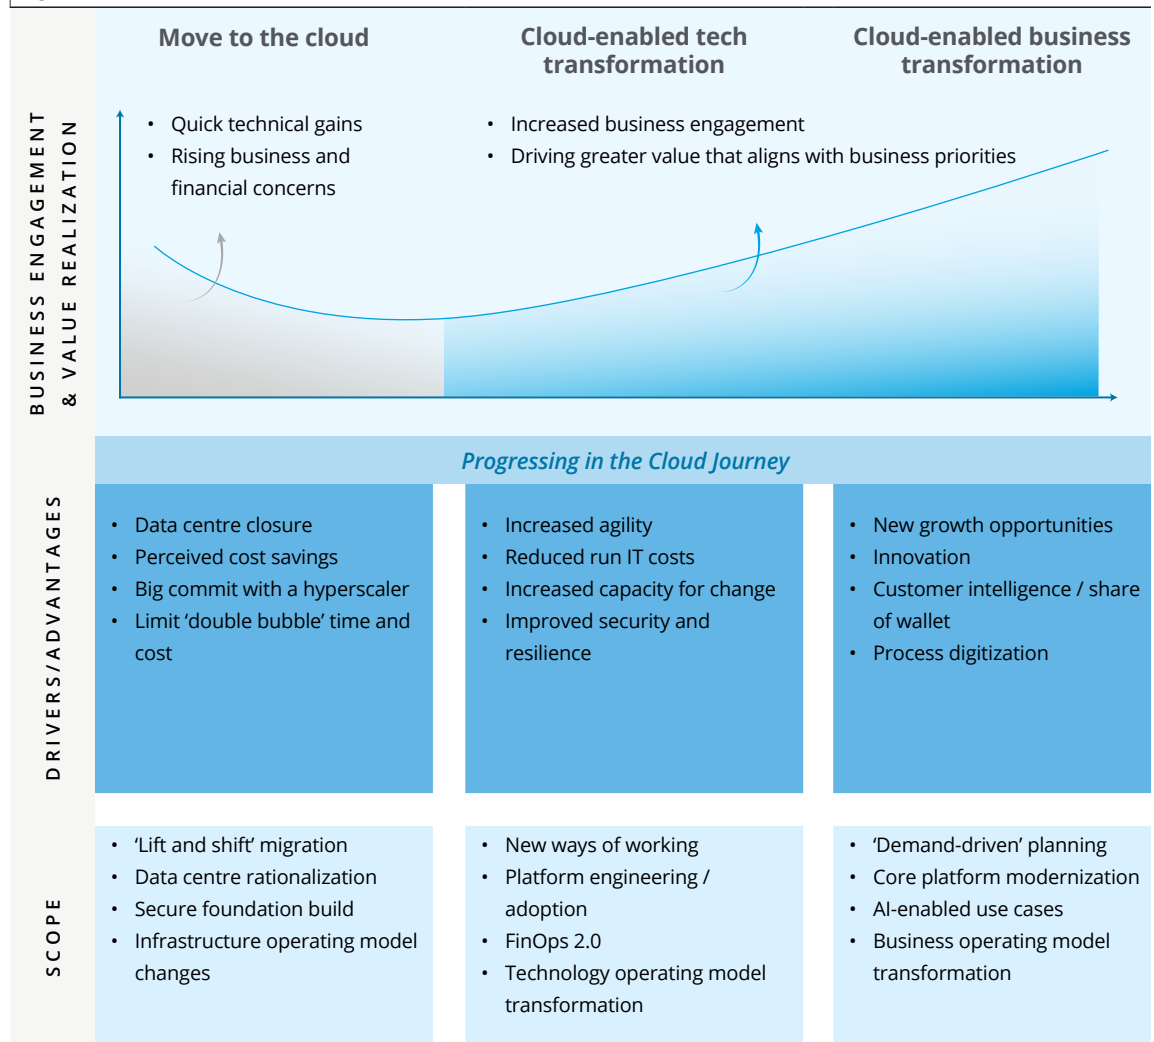 Move to the cloud
Cloud-enabled tech
transformation
Cloud-enabled business
transformation
BUSINESS ENGAGEMENT
& VALUE REALIZATION
• Quick technical gains
• Rising business and
financial concerns
• Increased business engagement
• Driving greater value that aligns with business priorities
Progressing in the Cloud Journey
DRIVERS/ADVANTAGES
• Data centre closure
• Perceived cost savings
• Big commit with a hyperscaler
• Limit ‘double bubble’ time and
cost
• Increased agility
• Reduced run IT costs
• Increased capacity for change
• Improved security and
resilience
• New growth opportunities
• Innovation
• Customer intelligence / share
of wallet
• Process digitization
SCOPE
• ‘Lift and shift’ migration
• Data centre rationalization
• Secure foundation build
• Infrastructure operating model
changes
• New ways of working
• Platform engineering /
adoption
• FinOps 2.0
• Technology operating model
transformation
• ‘Demand-driven’ planning
• Core platform modernization
• AI-enabled use cases
• Business operating model
transformation